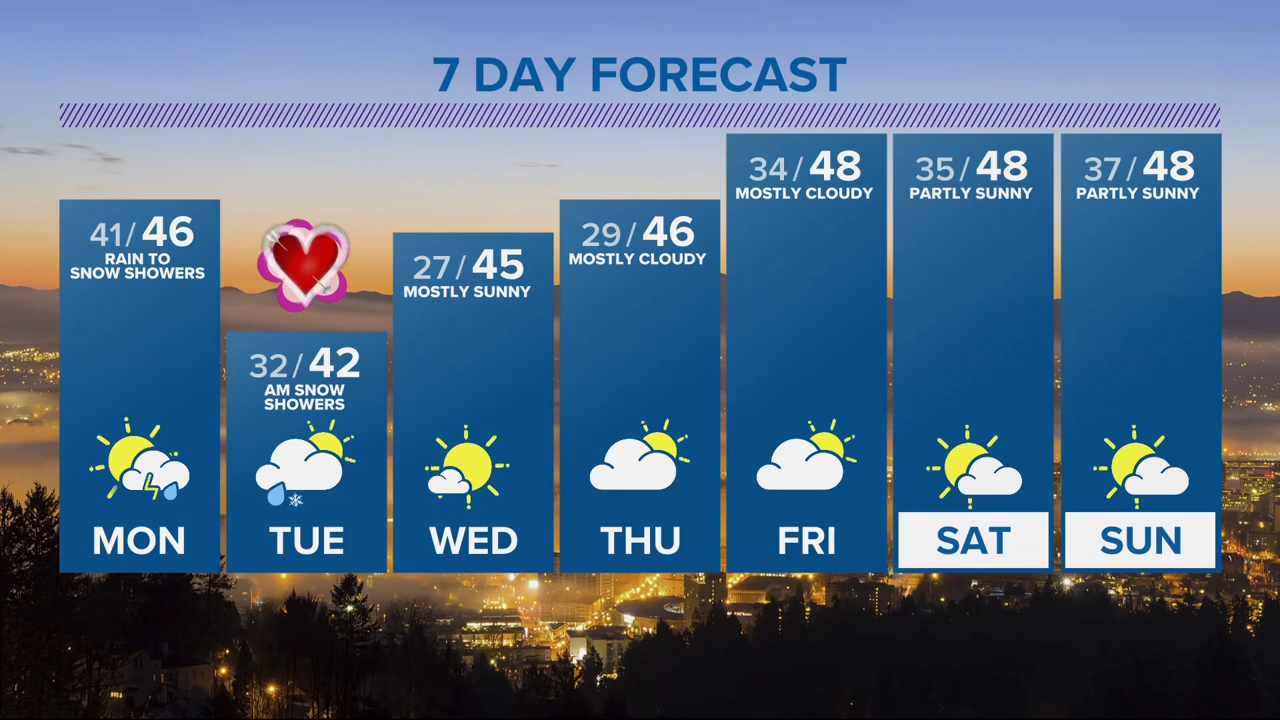 7 DAY FORECAST
41/46
RAIN TO
SNOW SHOWERS
MON
32/42
AM SNOW
SHOWERS
TUE
27/45
MOSTLY SUNNY
WED
29/46
MOSTLY CLOUDY
THU
34/48
MOSTLY CLOUDY
FRI
35/48
PARTLY SUNNY
SAT
37/48
PARTLY SUNNY
SUN